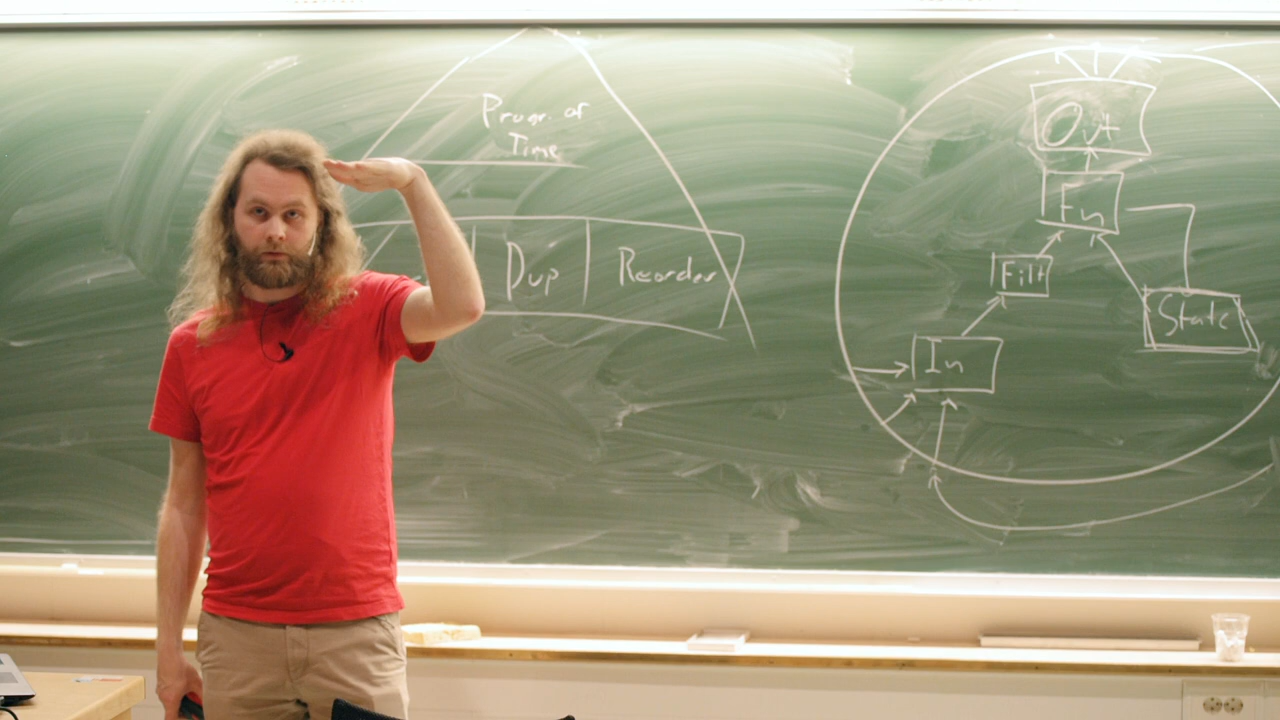 Progr. of
Time
Dup
Reorder
Out
Fn
Filt
State
In